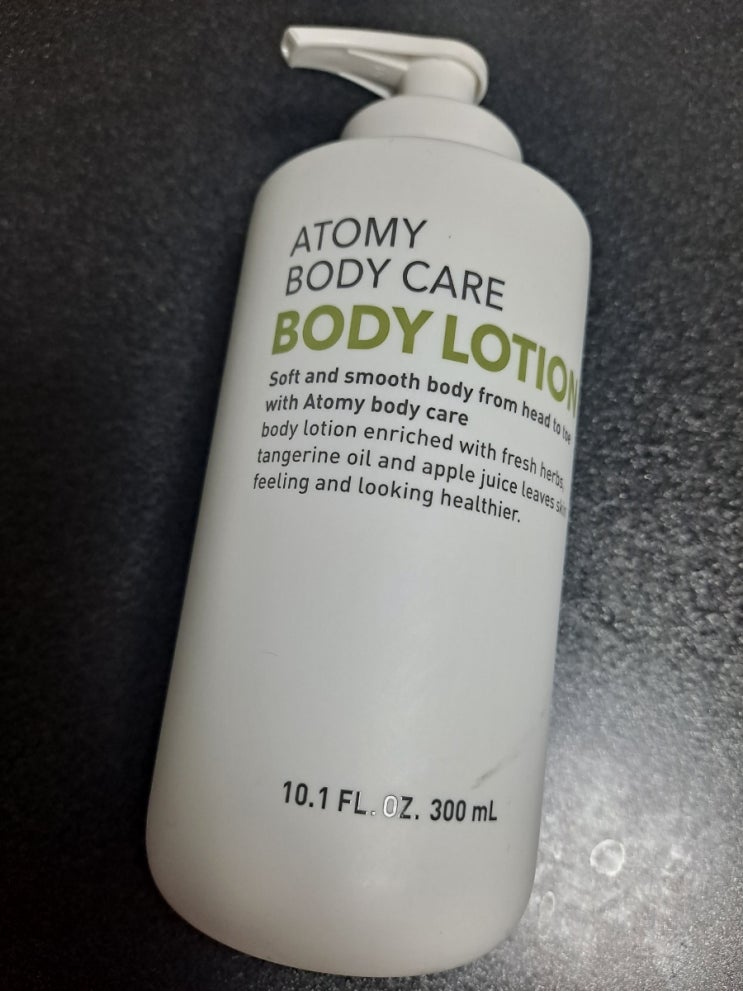 ATOMY
BODY CARE
BODY LOTION
Soft and smooth body from head to toe
with Atomy body care
body lotion enriched with fresh herbs,
tangerine oil and apple juice leaves skin
feeling and looking healthier.
10.1 FL. OZ. 300 mL